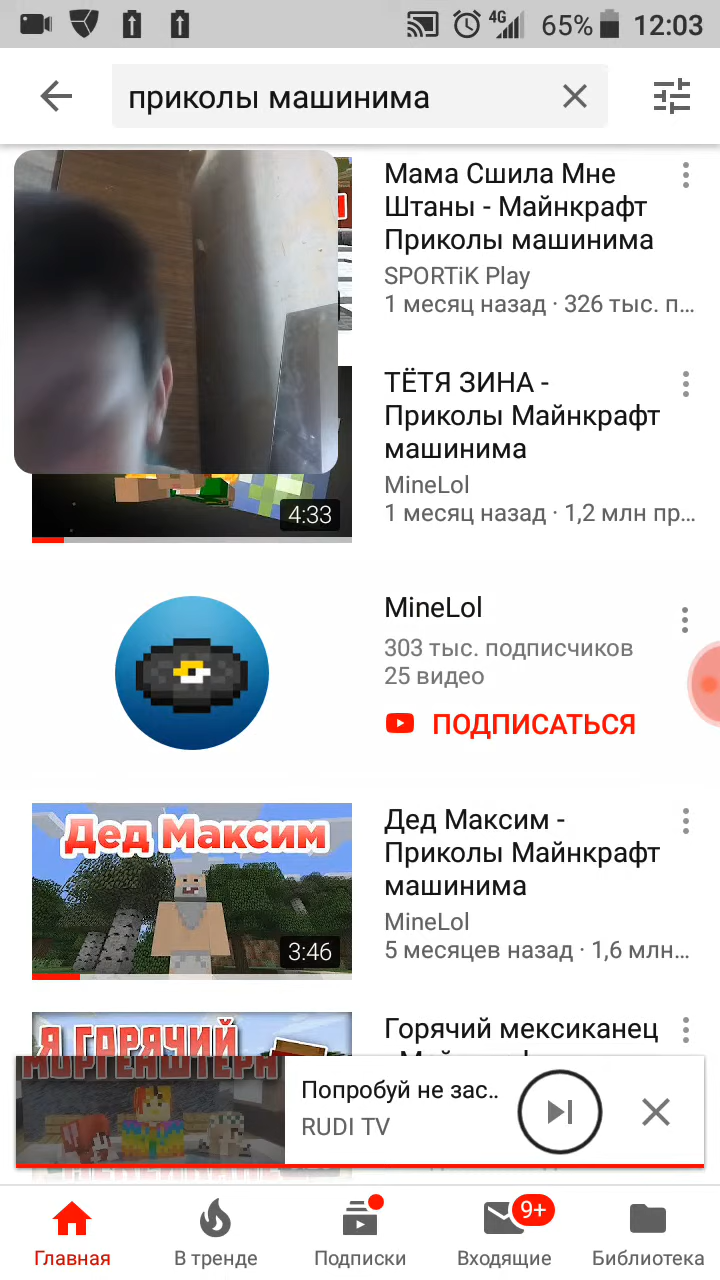 4G 65% 12:03
приколы машинима
Мама Сшила Мне
Штаны - Майнкрафт
Приколы машинима
SPORTiK Play
1 месяц назад · 326 тыс. п...
ТЁТЯ ЗИНА -
Приколы Майнкрафт
машинима
MineLol
1 месяц назад · 1,2 млн пр...
4:33
MineLol
303 тыс. подписчиков
25 видео
ПОДПИСАТЬСЯ
Дед Максим
3:46
Дед Максим -
Приколы Майнкрафт
машинима
MineLol
5 месяцев назад · 1,6 млн...
Я ГОРЯЧИЙ
Горячий мексиканец
МОРГЕНШТЕРН
Попробуй не зас..
RUDI TV
Главная
В тренде
Подписки
9+
Входящие
Библиотека